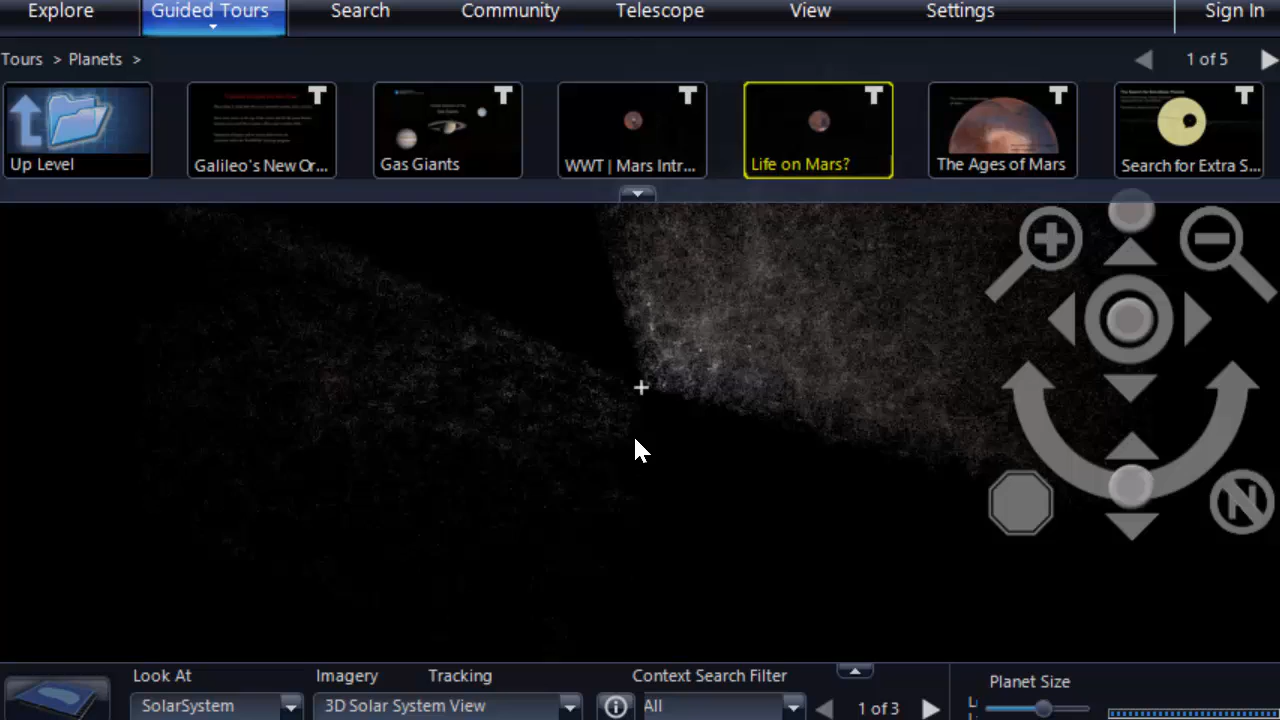 Explore Guided Tours Search Community Telescope View Settings Sign In
Tours > Planets > 1 of 5
Up Level Galileo's New Or... Gas Giants WWT | Mars Intr... Life on Mars? The Ages of Mars Search for Extra S...
Look At Imagery Tracking Context Search Filter Planet Size
SolarSystem 3D Solar System View All 1 of 3